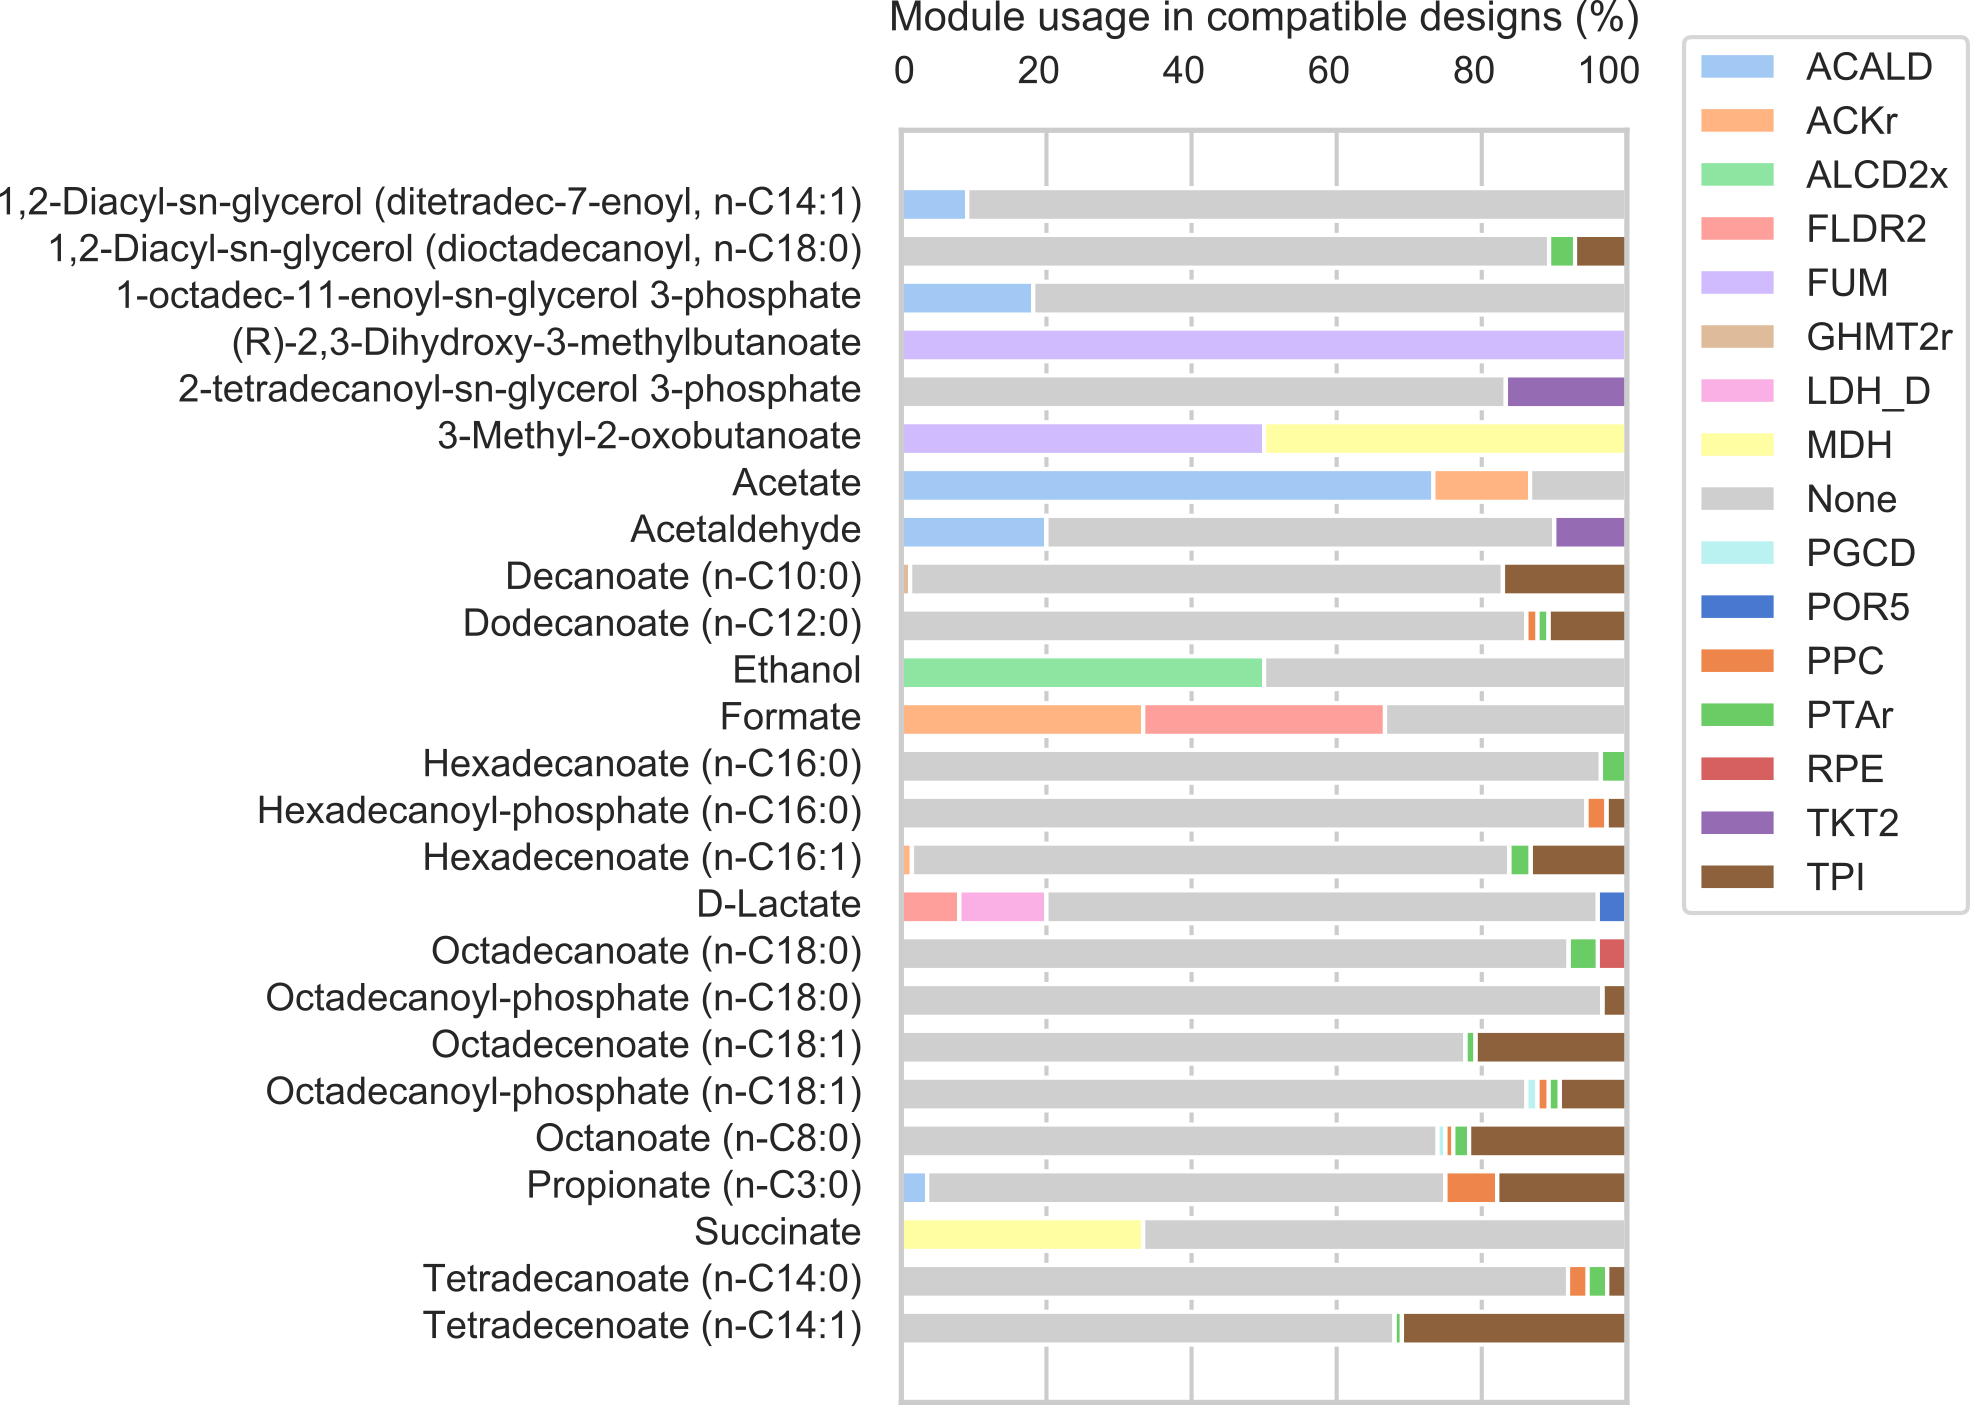 Module usage in compatible designs (%)
0 20 40 60 80 100
1,2-Diacyl-sn-glycerol (ditetradec-7-enoyl, n-C14:1)
1,2-Diacyl-sn-glycerol (dioctadecanoyl, n-C18:0)
1-octadec-11-enoyl-sn-glycerol 3-phosphate
(R)-2,3-Dihydroxy-3-methylbutanoate
2-tetradecanoyl-sn-glycerol 3-phosphate
3-Methyl-2-oxobutanoate
Acetate
Acetaldehyde
Decanoate (n-C10:0)
Dodecanoate (n-C12:0)
Ethanol
Formate
Hexadecanoate (n-C16:0)
Hexadecanoyl-phosphate (n-C16:0)
Hexadecenoate (n-C16:1)
D-Lactate
Octadecanoate (n-C18:0)
Octadecanoyl-phosphate (n-C18:0)
Octadecenoate (n-C18:1)
Octadecanoyl-phosphate (n-C18:1)
Octanoate (n-C8:0)
Propionate (n-C3:0)
Succinate
Tetradecanoate (n-C14:0)
Tetradecenoate (n-C14:1)
ACALD
ACKr
ALCD2x
FLDR2
FUM
GHMT2r
LDH_D
MDH
None
PGCD
POR5
PPC
PTAr
RPE
TKT2
TPI